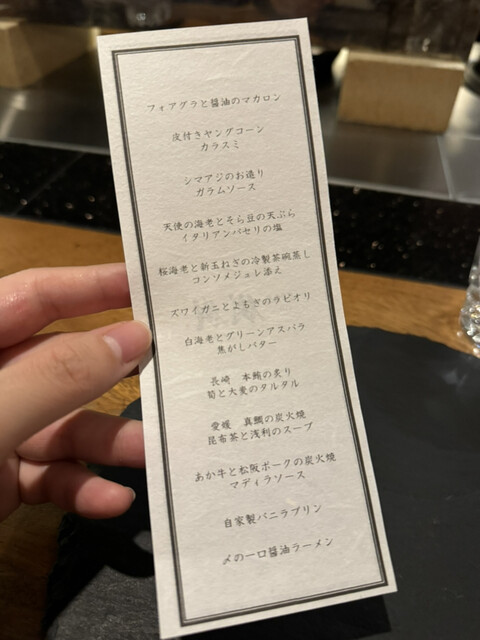 フォアグラと醤油のマカロン
皮付きヤングコーン
カラスミ
シマアジのお造り
ガラムソース
天使の海老とそら豆の天ぷら
イタリアンパセリの塩
桜海老と新玉ねぎの冷製茶碗蒸し
コンソメジュレ添え
ズワイガニとよもぎのラビオリ
白海老とグリーンアスパラ
焦がしバター
長崎 本鮪の炙り
筍と大麦のタルタル
愛媛 真鯛の炭火焼
昆布茶と浅利のスープ
あか牛と松阪ポークの炭火焼
マディラソース
自家製バニラプリン
〆の一口醤油ラーメン